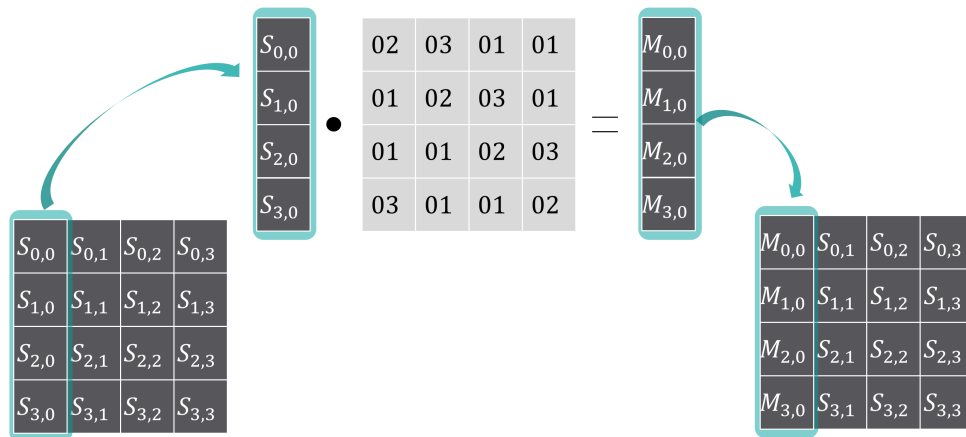 S0,0
S1,0
S2,0
S3,0
•
02 03 01 01
01 02 03 01
01 01 02 03
03 01 01 02
=
M0,0
M1,0
M2,0
M3,0
S0,0 S0,1 S0,2 S0,3
S1,0 S1,1 S1,2 S1,3
S2,0 S2,1 S2,2 S2,3
S3,0 S3,1 S3,2 S3,3
M0,0 S0,1 S0,2 S0,3
M1,0 S1,1 S1,2 S1,3
M2,0 S2,1 S2,2 S2,3
M3,0 S3,1 S3,2 S3,3